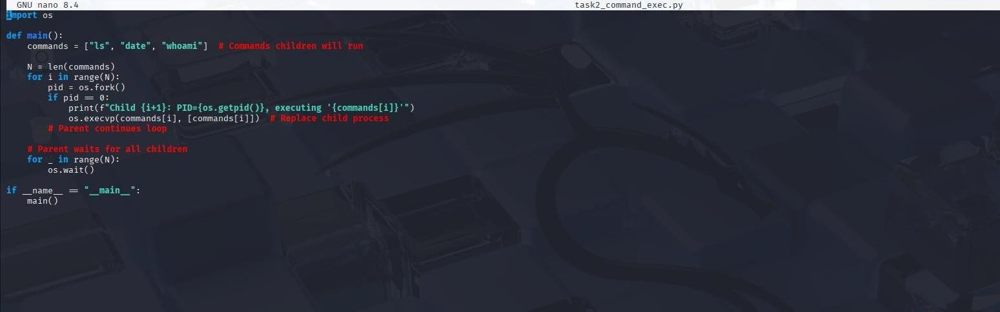 GNU nano 8.4 task2_command_exec.py
import os
def main():
    commands = ["ls", "date", "whoami"]  # Commands children will run
    N = len(commands)
    for i in range(N):
        pid = os.fork()
        if pid == 0:
            print(f"Child {i+1}: PID={os.getpid()}, executing '{commands[i]}'")
            os.execvp(commands[i], [commands[i]])  # Replace child process
        # Parent continues loop
    # Parent waits for all children
    for _ in range(N):
        os.wait()
if __name__ == "__main__":
    main()